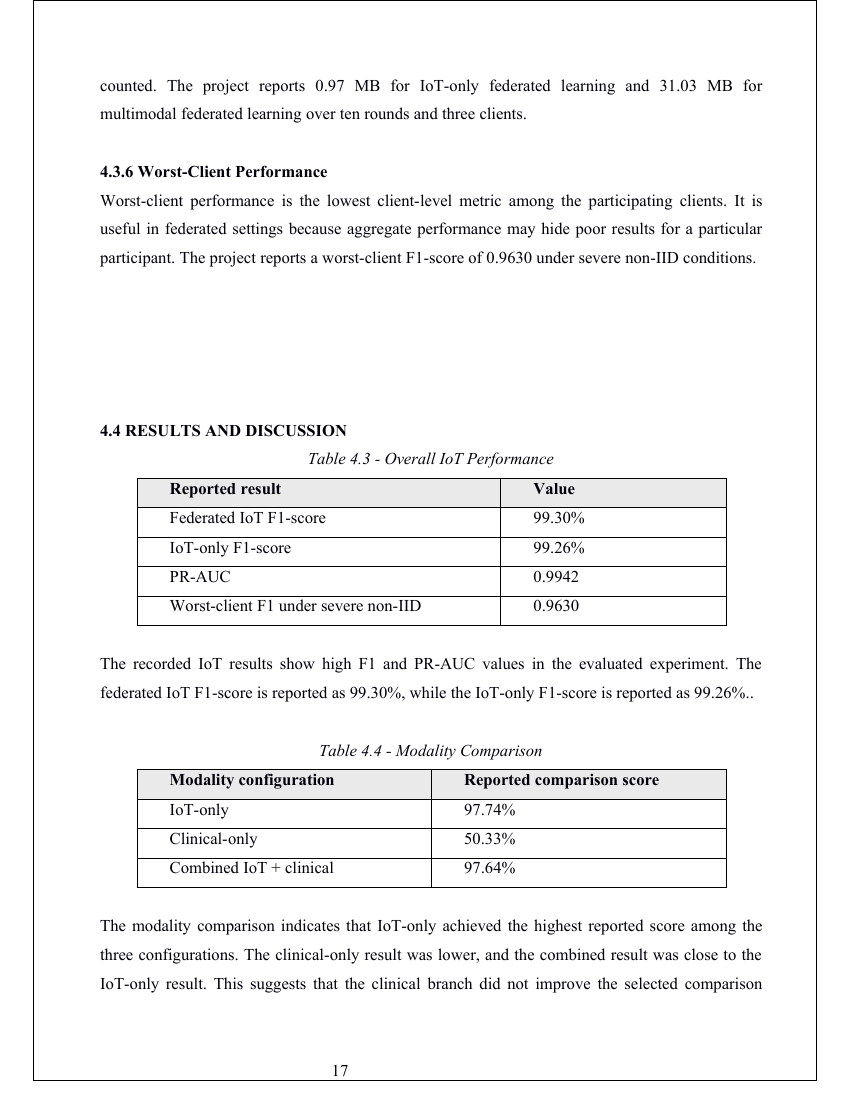 counted. The project reports 0.97 MB for IoT-only federated learning and 31.03 MB for
multimodal federated learning over ten rounds and three clients.
4.3.6 Worst-Client Performance
Worst-client performance is the lowest client-level metric among the participating clients. It is
useful in federated settings because aggregate performance may hide poor results for a particular
participant. The project reports a worst-client F1-score of 0.9630 under severe non-IID conditions.
4.4 RESULTS AND DISCUSSION
Table 4.3 - Overall IoT Performance
Reported result Value
Federated IoT F1-score 99.30%
IoT-only F1-score 99.26%
PR-AUC 0.9942
Worst-client F1 under severe non-IID 0.9630
The recorded IoT results show high F1 and PR-AUC values in the evaluated experiment. The
federated IoT F1-score is reported as 99.30%, while the IoT-only F1-score is reported as 99.26%..
Table 4.4 - Modality Comparison
Modality configuration Reported comparison score
IoT-only 97.74%
Clinical-only 50.33%
Combined IoT + clinical 97.64%
The modality comparison indicates that IoT-only achieved the highest reported score among the
three configurations. The clinical-only result was lower, and the combined result was close to the
IoT-only result. This suggests that the clinical branch did not improve the selected comparison
17